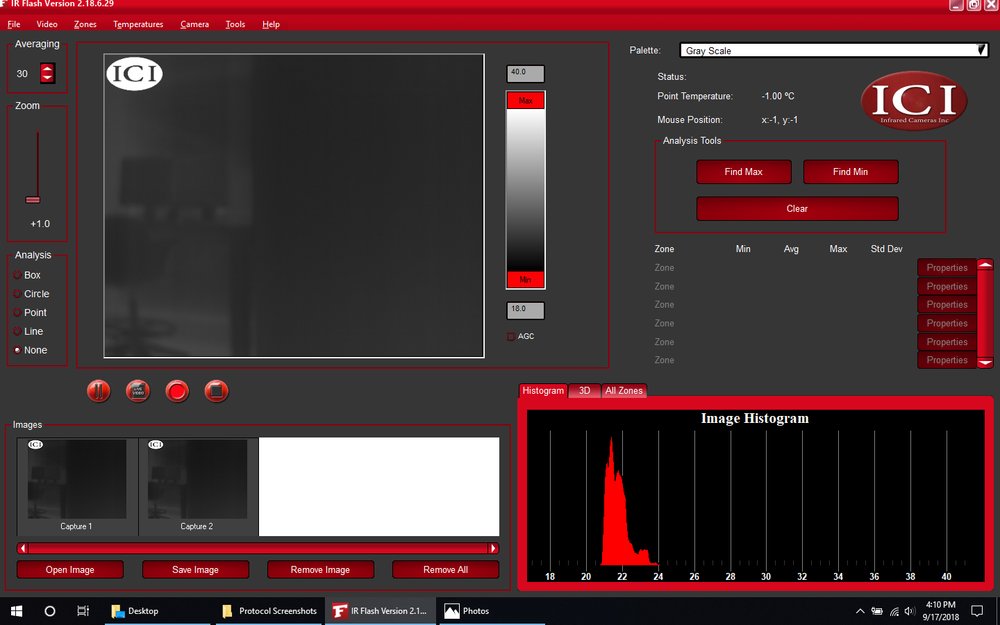 IR Flash Version 2.18.6.29
File Video Zones Temperatures Camera Tools Help
Averaging
30
Zoom
+1.0
Analysis
Box
Circle
Point
Line
None
ICI
40.0
Max
Min
18.0
AGC
Palette: Gray Scale
Status:
Point Temperature: -1.00 ºC
Mouse Position: x:-1, y:-1
ICI
Infrared Cameras Inc
Analysis Tools
Find Max Find Min
Clear
Zone Min Avg Max Std Dev
Zone Properties
Zone Properties
Zone Properties
Zone Properties
Zone Properties
Zone Properties
LIVE
VIDEO
Images
ICI ICI
Capture 1 Capture 2
Open Image Save Image Remove Image Remove All
Histogram 3D All Zones
Image Histogram
18 20 22 24 26 28 30 32 34 36 38 40
Desktop Protocol Screenshots IR Flash Version 2.1... Photos
4:10 PM
9/17/2018